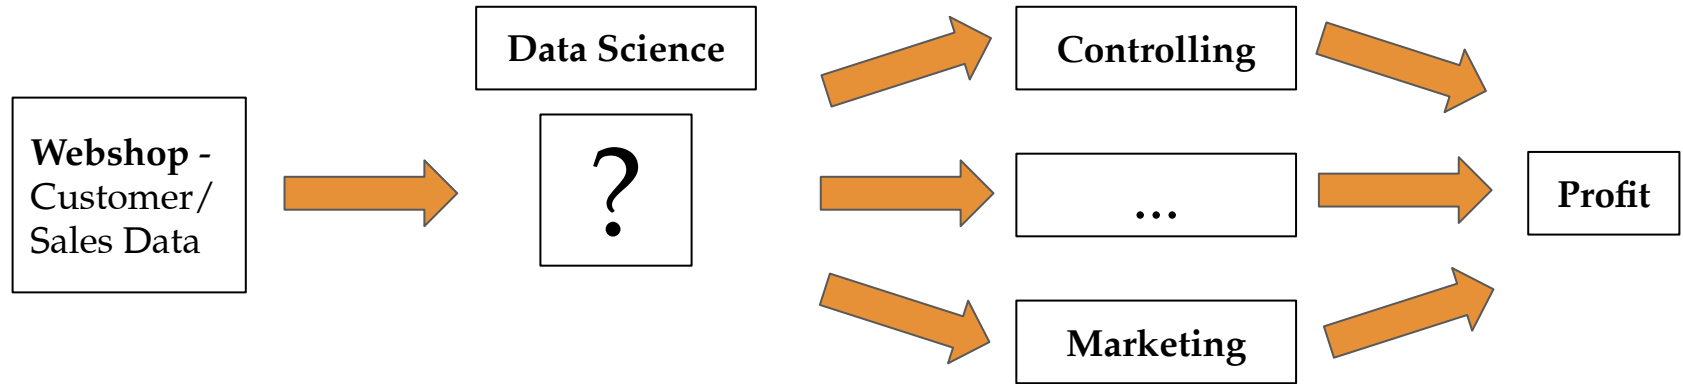 Webshop -
Customer/
Sales Data
Data Science
?
Controlling
...
Marketing
Profit